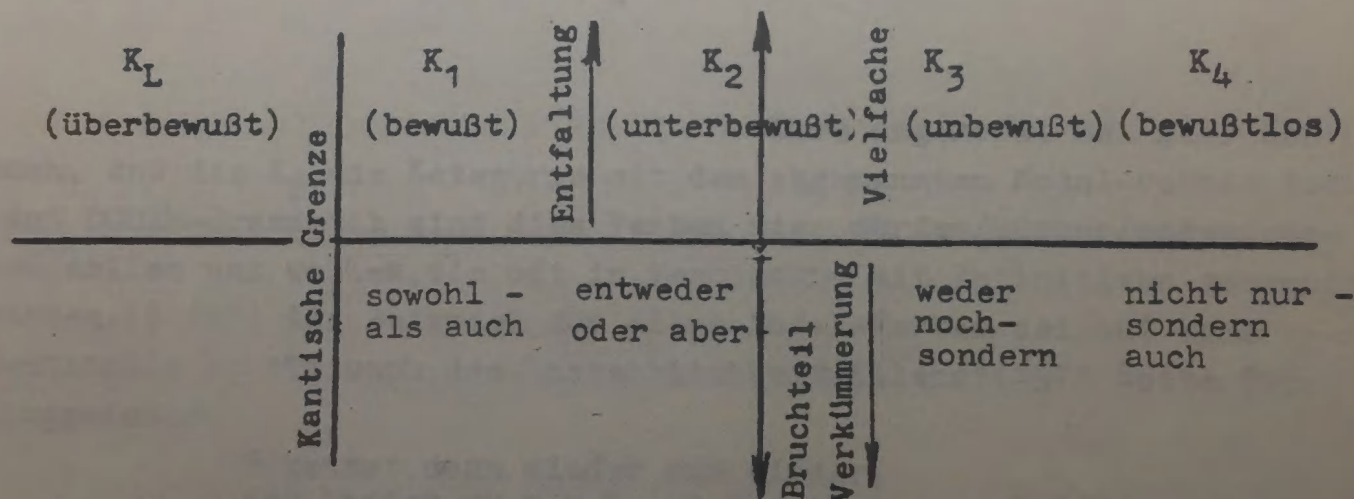 K_L K_1 K_2 K_3 K_4
(überbewußt) (bewußt) (unterbewußt) (unbewußt) (bewußtlos)
Entfaltung
Vielfache
Kantische Grenze
sowohl - entweder weder nicht nur -
als auch oder aber noch- sondern
sondern auch
Bruchteil
Verkümmerung